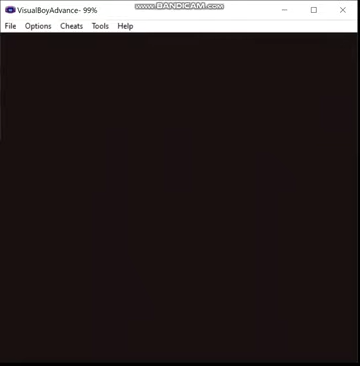 www.BANDICAM.com
VisualBoyAdvance- 99%
File Options Cheats Tools Help